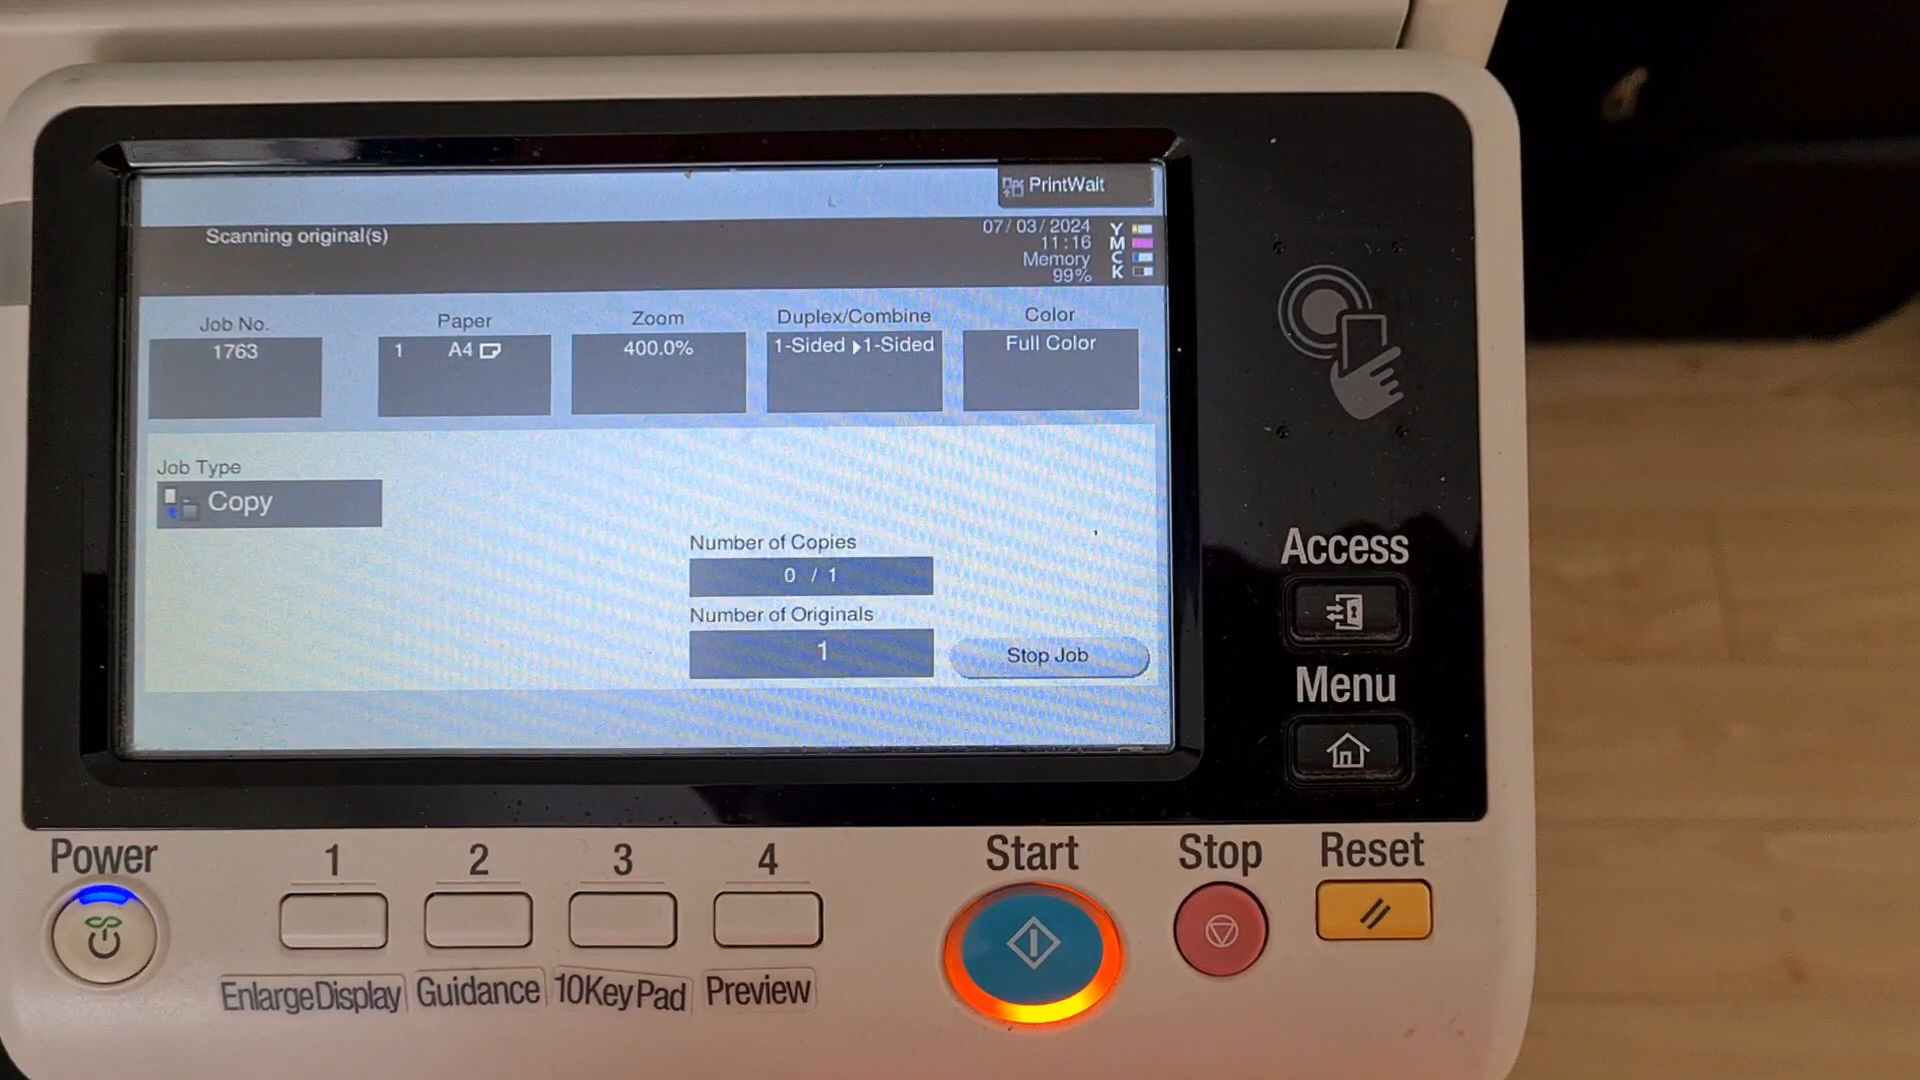 PrintWait
Scanning original(s)
07/03/2024
11:16
Memory
99%
Y
M
C
K
Job No.
1763
Paper
1 A4
Zoom
400.0%
Duplex/Combine
1-Sided 1-Sided
Color
Full Color
Job Type
Copy
Number of Copies
0 / 1
Number of Originals
1
Stop Job
Access
Menu
Power
1 2 3 4
Start Stop Reset
EnlargeDisplay Guidance 10KeyPad Preview